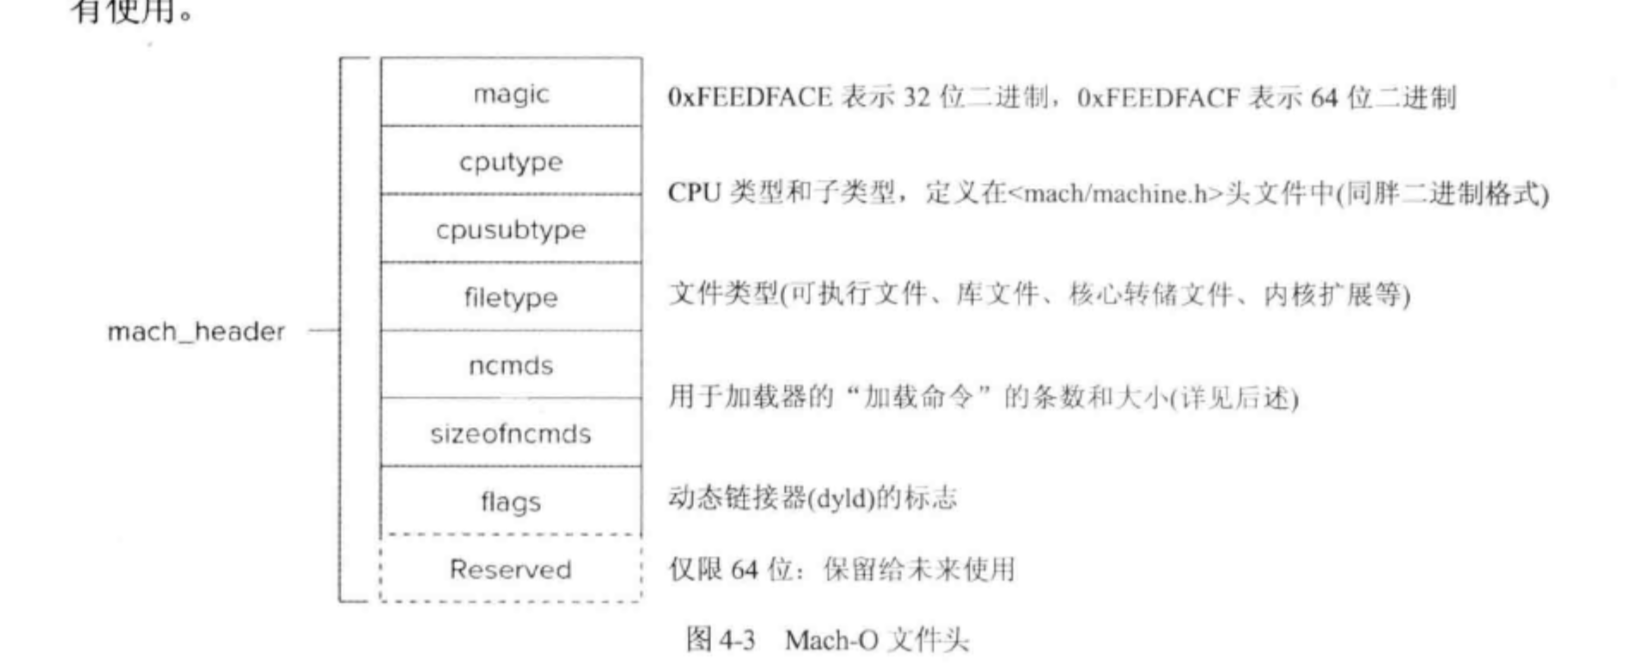 有使用。
magic
0xFEEDFACE 表示 32 位二进制，0xFEEDFACF 表示 64 位二进制
cputype
CPU 类型和子类型，定义在<mach/machine.h>头文件中(同胖二进制格式)
cpusubtype
filetype
文件类型(可执行文件、库文件、核心转储文件、内核扩展等)
mach_header
ncmds
用于加载器的“加载命令”的条数和大小(详见后述)
sizeofncmds
flags
动态链接器(dyld)的标志
Reserved
仅限 64 位：保留给未来使用
图 4-3 Mach-O 文件头